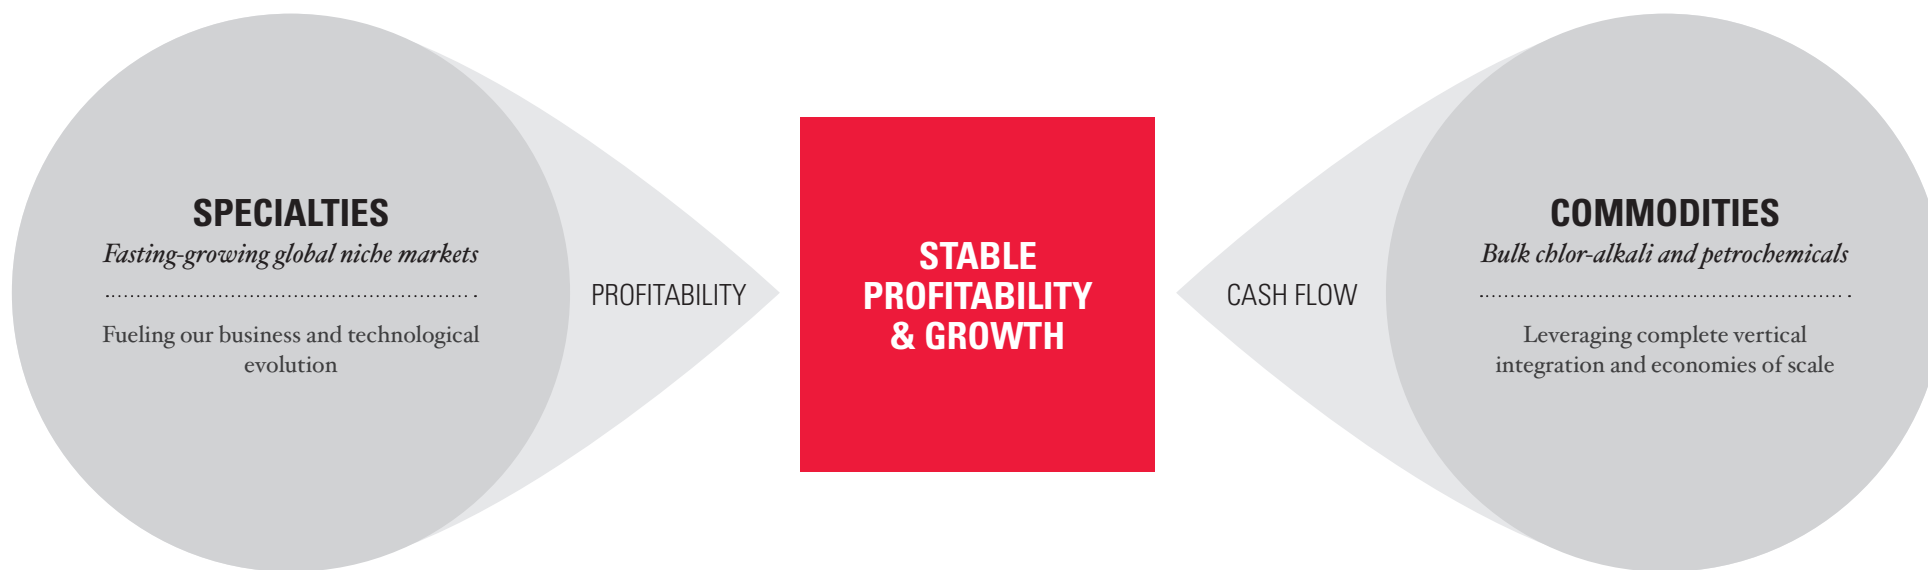 SPECIALTIES
Fasting-growing global niche markets
Fueling our business and technological
evolution
PROFITABILITY
STABLE
PROFITABILITY
& GROWTH
CASH FLOW
COMMODITIES
Bulk chlor-alkali and petrochemicals
Leveraging complete vertical
integration and economies of scale